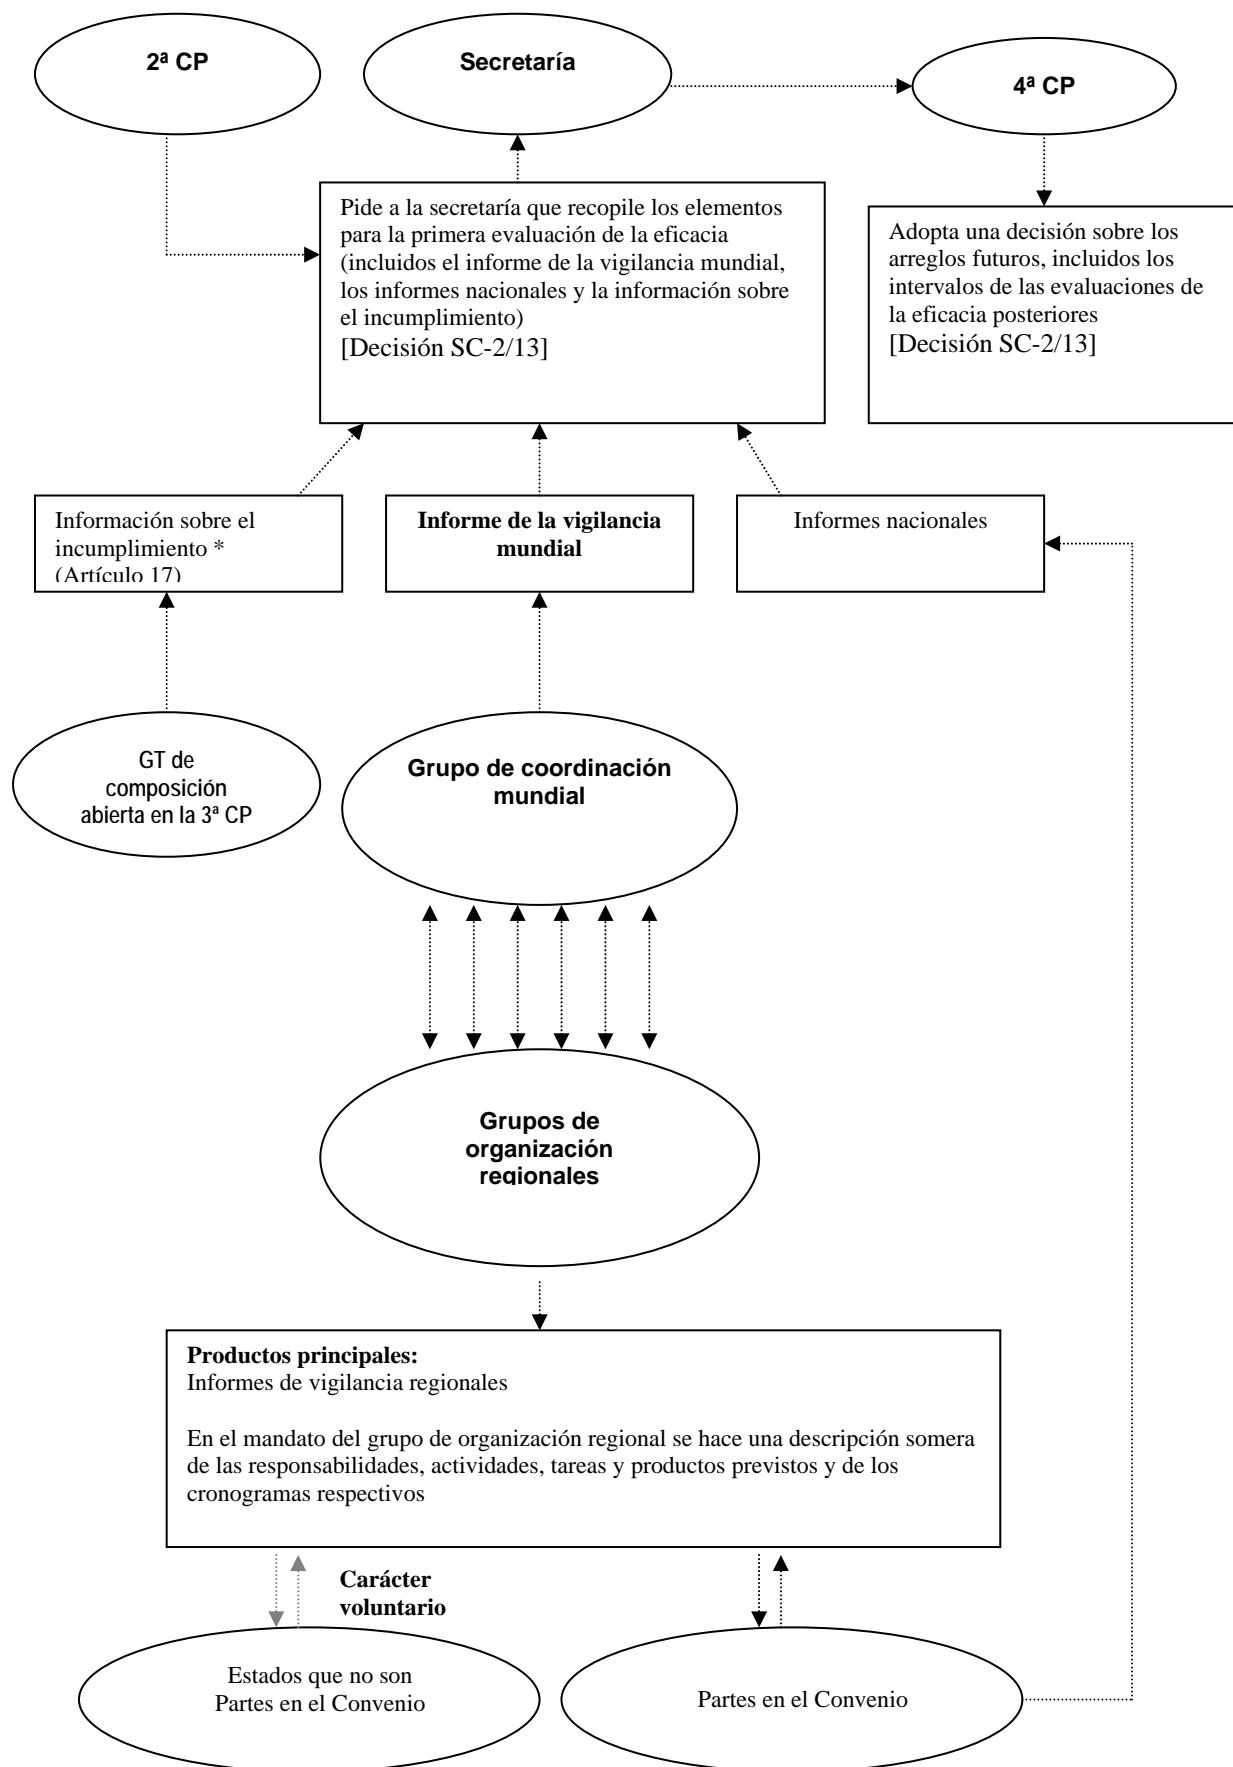 2ª CP
Secretaría
4ª CP
Pide a la secretaría que recopile los elementos
para la primera evaluación de la eficacia
(incluidos el informe de la vigilancia mundial,
los informes nacionales y la información sobre
el incumplimiento)
[Decisión SC-2/13]
Adopta una decisión sobre los
arreglos futuros, incluidos los
intervalos de las evaluaciones de
la eficacia posteriores
[Decisión SC-2/13]
Información sobre el
incumplimiento *
(Artículo 17)
Informe de la vigilancia
mundial
Informes nacionales
GT de
composición
abierta en la 3ª CP
Grupo de coordinación
mundial
Grupos de
organización
regionales
Productos principales:
Informes de vigilancia regionales
En el mandato del grupo de organización regional se hace una descripción somera
de las responsabilidades, actividades, tareas y productos previstos y de los
cronogramas respectivos
Carácter
voluntario
Estados que no son
Partes en el Convenio
Partes en el Convenio